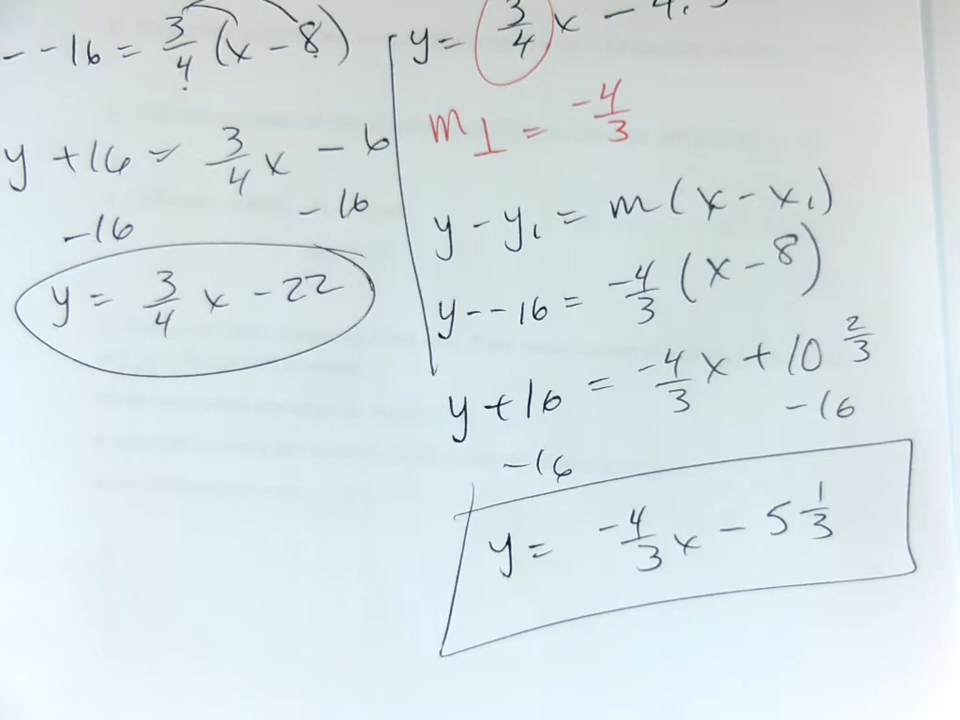 --16 = 3/4 (x - 8)
y + 16 = 3/4 x - 6
-16 -16
y = 3/4 x - 22
y = 3/4 x - 4.
m⊥ = -4/3
y - y₁ = m(x - x₁)
y - -16 = -4/3 (x - 8)
y + 16 = -4/3 x + 10 2/3
-16 -16
y = -4/3 x - 5 1/3